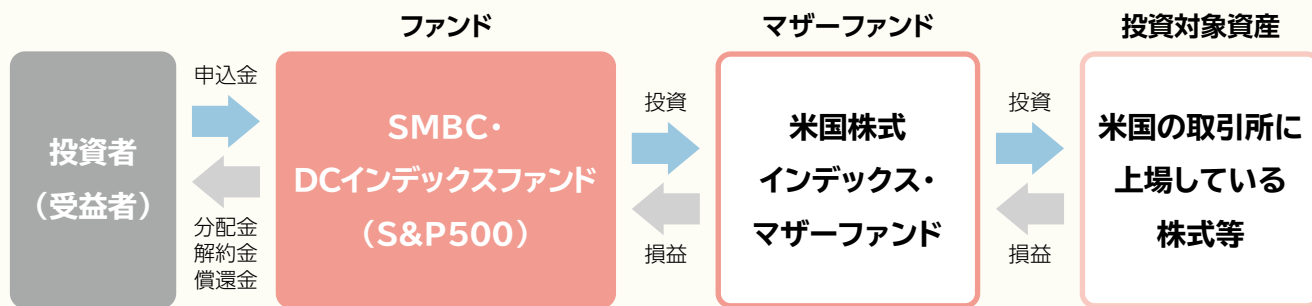 ファンド
マザーファンド
投資対象資産
投資者
（受益者）
申込金
分配金
解約金
償還金
SMBC・
DCインデックスファンド
（S&P500）
投資
損益
米国株式
インデックス・
マザーファンド
投資
損益
米国の取引所に
上場している
株式等